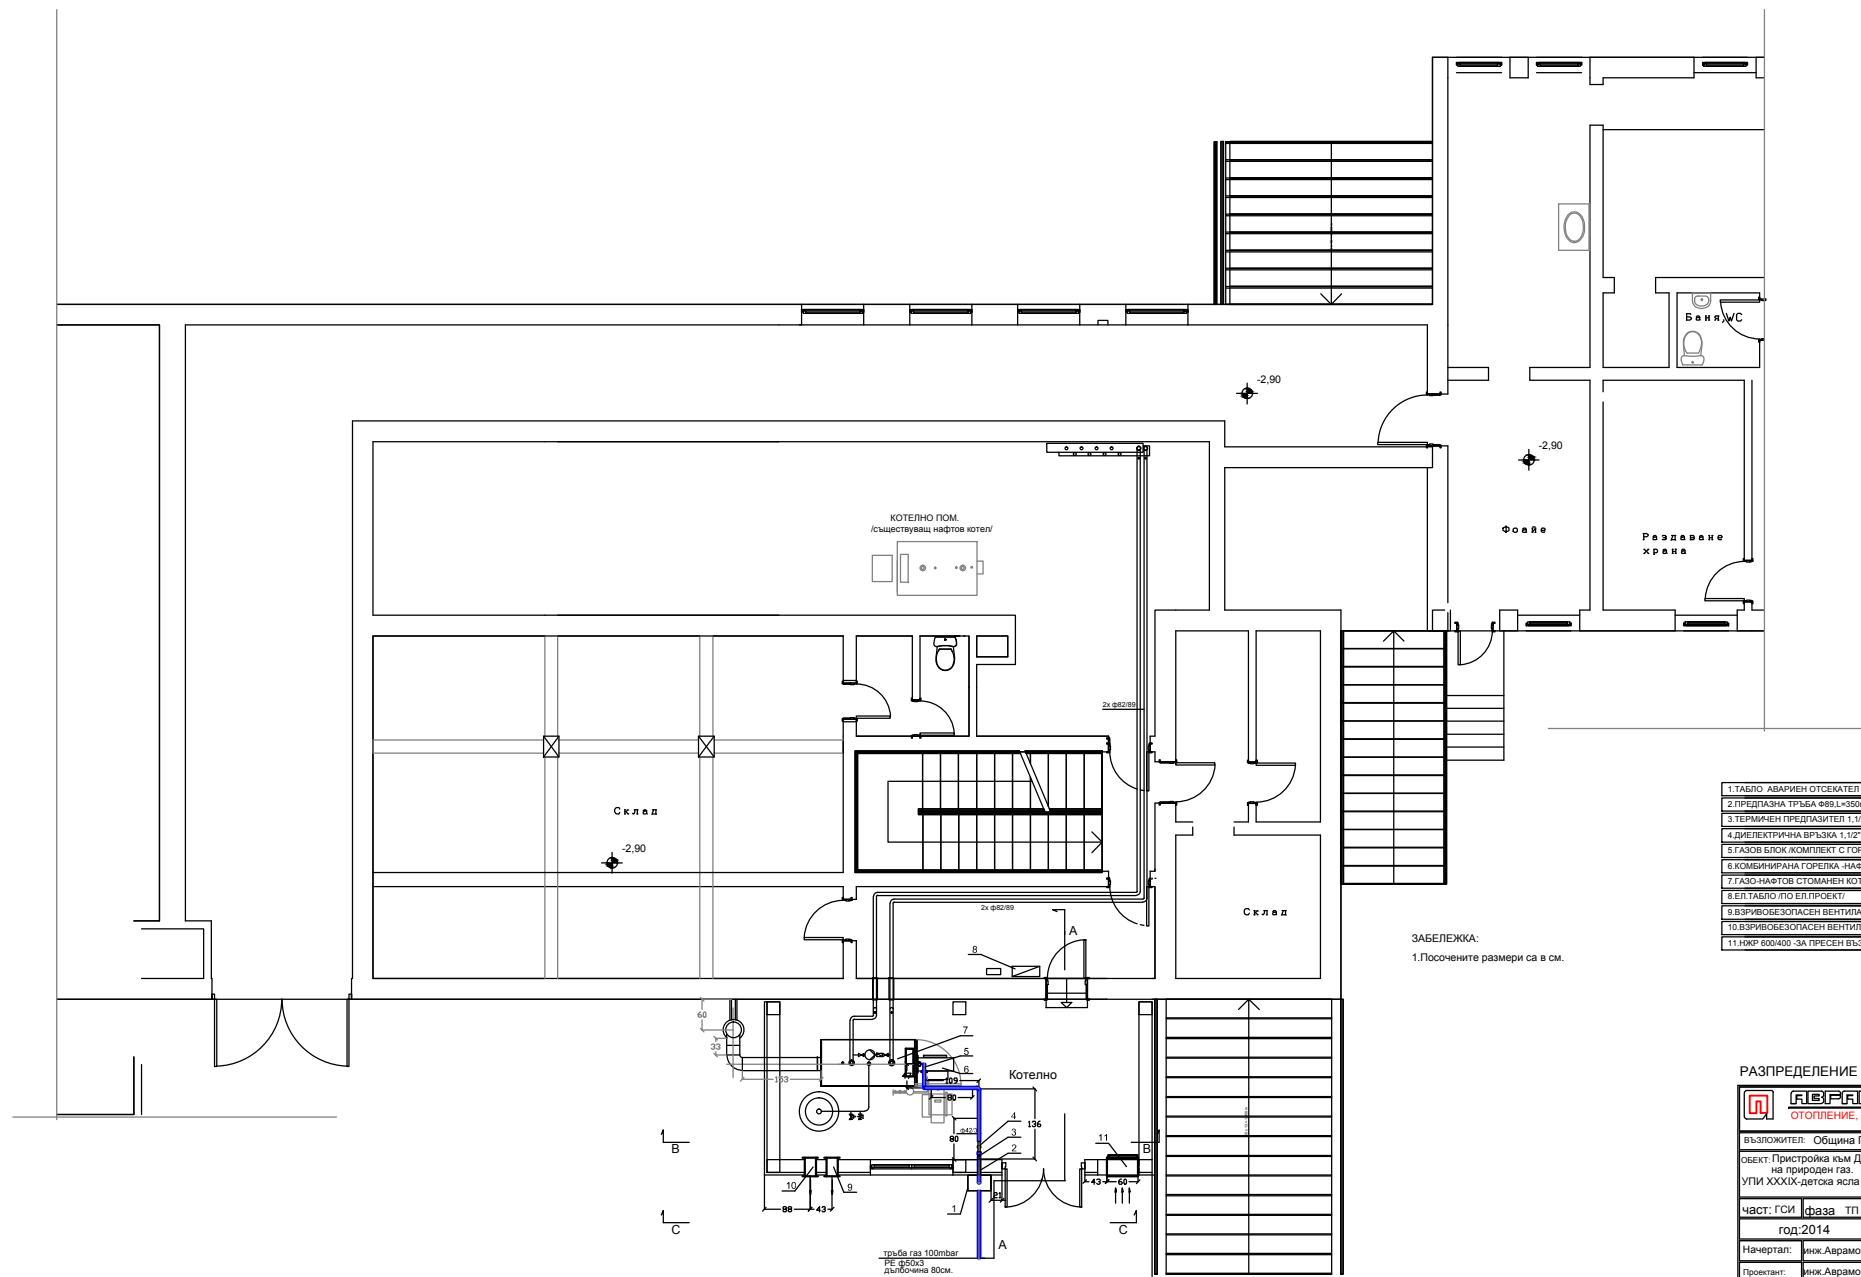 -2,90
-2,90
Баня,WC
Фоайе
Раздаване
храна
КОТЕЛНО ПОМ.
/съществуващ нафтов котел/
2х ф82/89
Склад
-2,90
2х ф82/89
A
8
Склад
ЗАБЕЛЕЖКА:
1.Посочените размери са в см.
1.ТАБЛО АВАРИЕН ОТСЕКАТЕЛ
2.ПРЕДПАЗНА ТРЪБА Ф89,L=350
3.ТЕРМИЧЕН ПРЕДПАЗИТЕЛ 1,1/
4.ДИЕЛЕКТРИЧНА ВРЪЗКА 1,1/2"
5.ГАЗОВ БЛОК /КОМПЛЕКТ С ГОР
6.КОМБИНИРАНА ГОРЕЛКА -НАФ
7.ГАЗО-НАФТОВ СТОМАНЕН КОТ
8.ЕЛ.ТАБЛО /ПО ЕЛ.ПРОЕКТ/
9.ВЗРИВОБЕЗОПАСЕН ВЕНТИЛА
10.ВЗРИВОБЕЗОПАСЕН ВЕНТИЛ
11.НЖР 600/400 -ЗА ПРЕСЕН ВЪЗ
60
33
153
7
5
6
109
80
Котелно
4
136
3
2
80
11
B
B
10
9
43
60
88
43
21
1
C
C
A
тръба газ 100mbar
PE ф50x3
дълбочина 80см.
РАЗПРЕДЕЛЕНИЕ
АВРА
ОТОПЛЕНИЕ,
ВЪЗЛОЖИТЕЛ: Община П
ОБЕКТ: Пристройка към Д
на природен газ.
УПИ XXXIX-детска ясла
част: ГСИ фаза ТП
год:2014
Начертал: инж.Аврамо
Проектант: инж.Аврамо